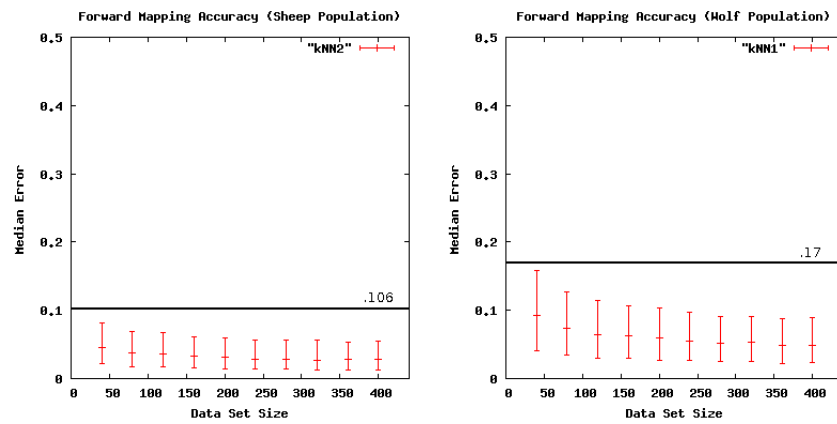 Forward Mapping Accuracy (Sheep Population)
0.5
"kNN2"
0.4
0.3
Median Error
0.2
.106
0.1
0
0 50 100 150 200 250 300 350 400
Data Set Size
Forward Mapping Accuracy (Wolf Population)
0.5
"kNN1"
0.4
0.3
Median Error
0.2
.17
0.1
0
0 50 100 150 200 250 300 350 400
Data Set Size